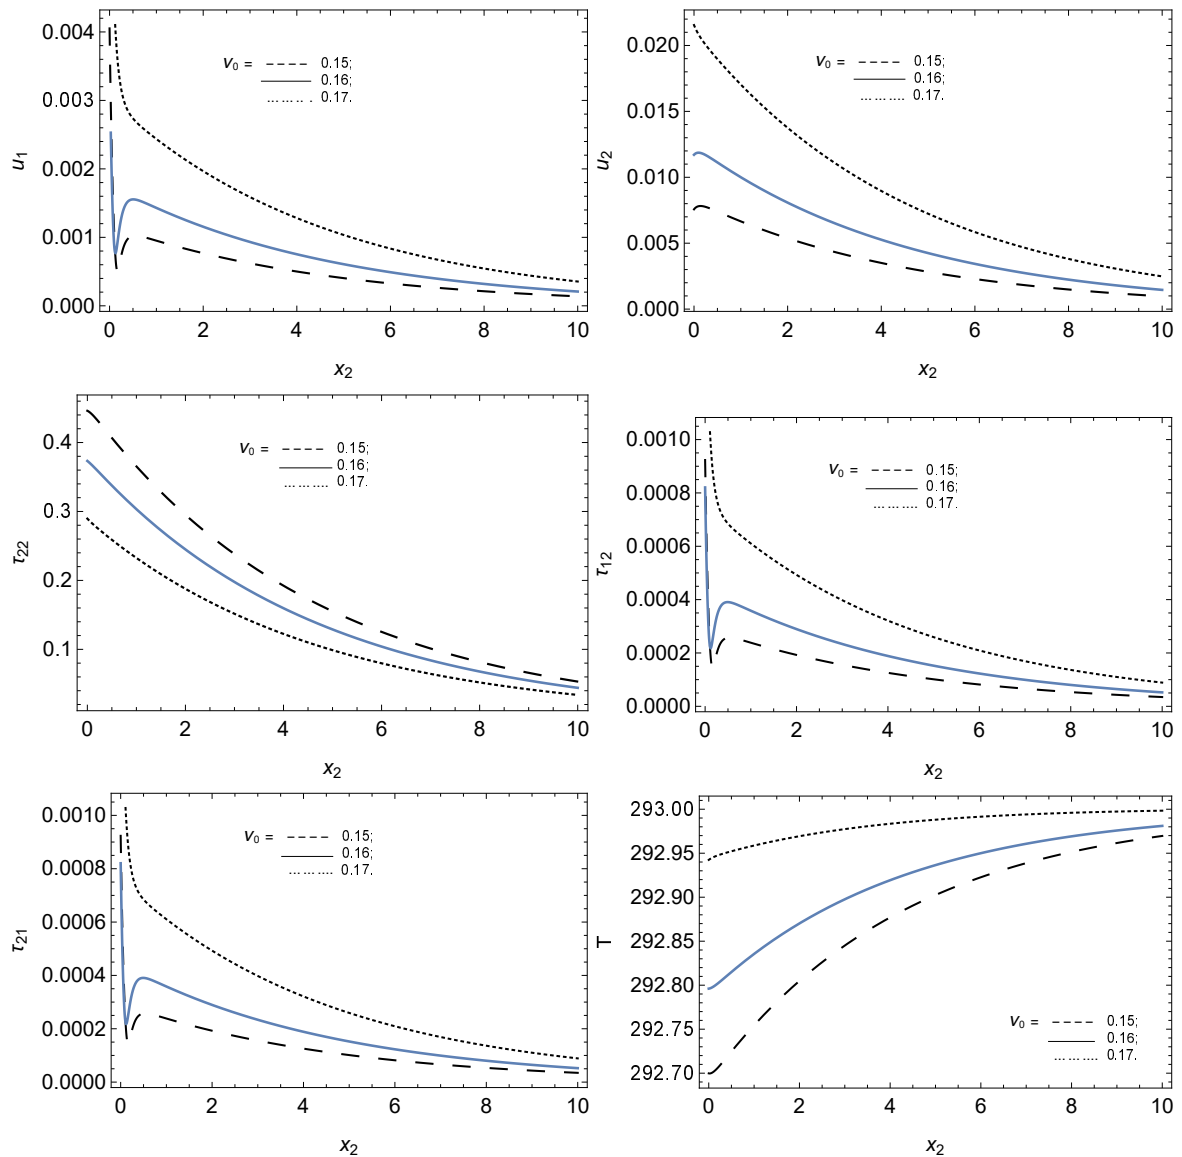 0.004
0.003
0.002
0.001
0.000
u1
V0 = ------ 0.15;
0.16;
......... . 0.17.
0 2 4 6 8 10
x2
0.020
0.015
0.010
0.005
0.000
u2
V0 = ------ 0.15;
0.16;
............. 0.17.
0 2 4 6 8 10
x2
0.4
0.3
0.2
0.1
τ22
V0 = ------ 0.15;
0.16;
............. 0.17.
0 2 4 6 8 10
x2
0.0010
0.0008
0.0006
0.0004
0.0002
0.0000
τ12
V0 = ------ 0.15;
0.16;
............. 0.17.
0 2 4 6 8 10
x2
0.0010
0.0008
0.0006
0.0004
0.0002
0.0000
τ21
V0 = ------ 0.15;
0.16;
............. 0.17.
0 2 4 6 8 10
x2
293.00
292.95
292.90
292.85
292.80
292.75
292.70
T
V0 = ------ 0.15;
0.16;
............. 0.17.
0 2 4 6 8 10
x2